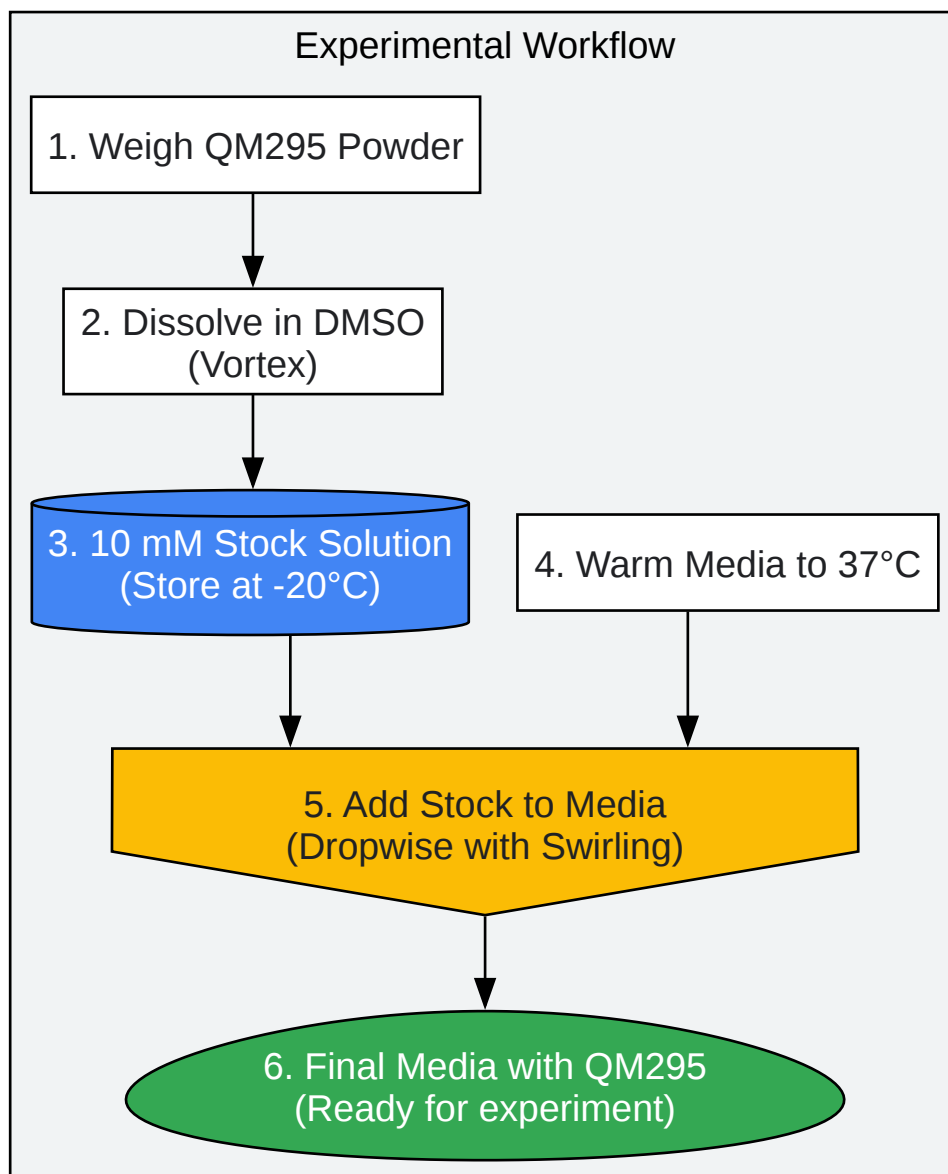 Experimental Workflow
1. Weigh QM295 Powder
2. Dissolve in DMSO
(Vortex)
3. 10 mM Stock Solution
(Store at -20°C)
4. Warm Media to 37°C
5. Add Stock to Media
(Dropwise with Swirling)
6. Final Media with QM295
(Ready for experiment)